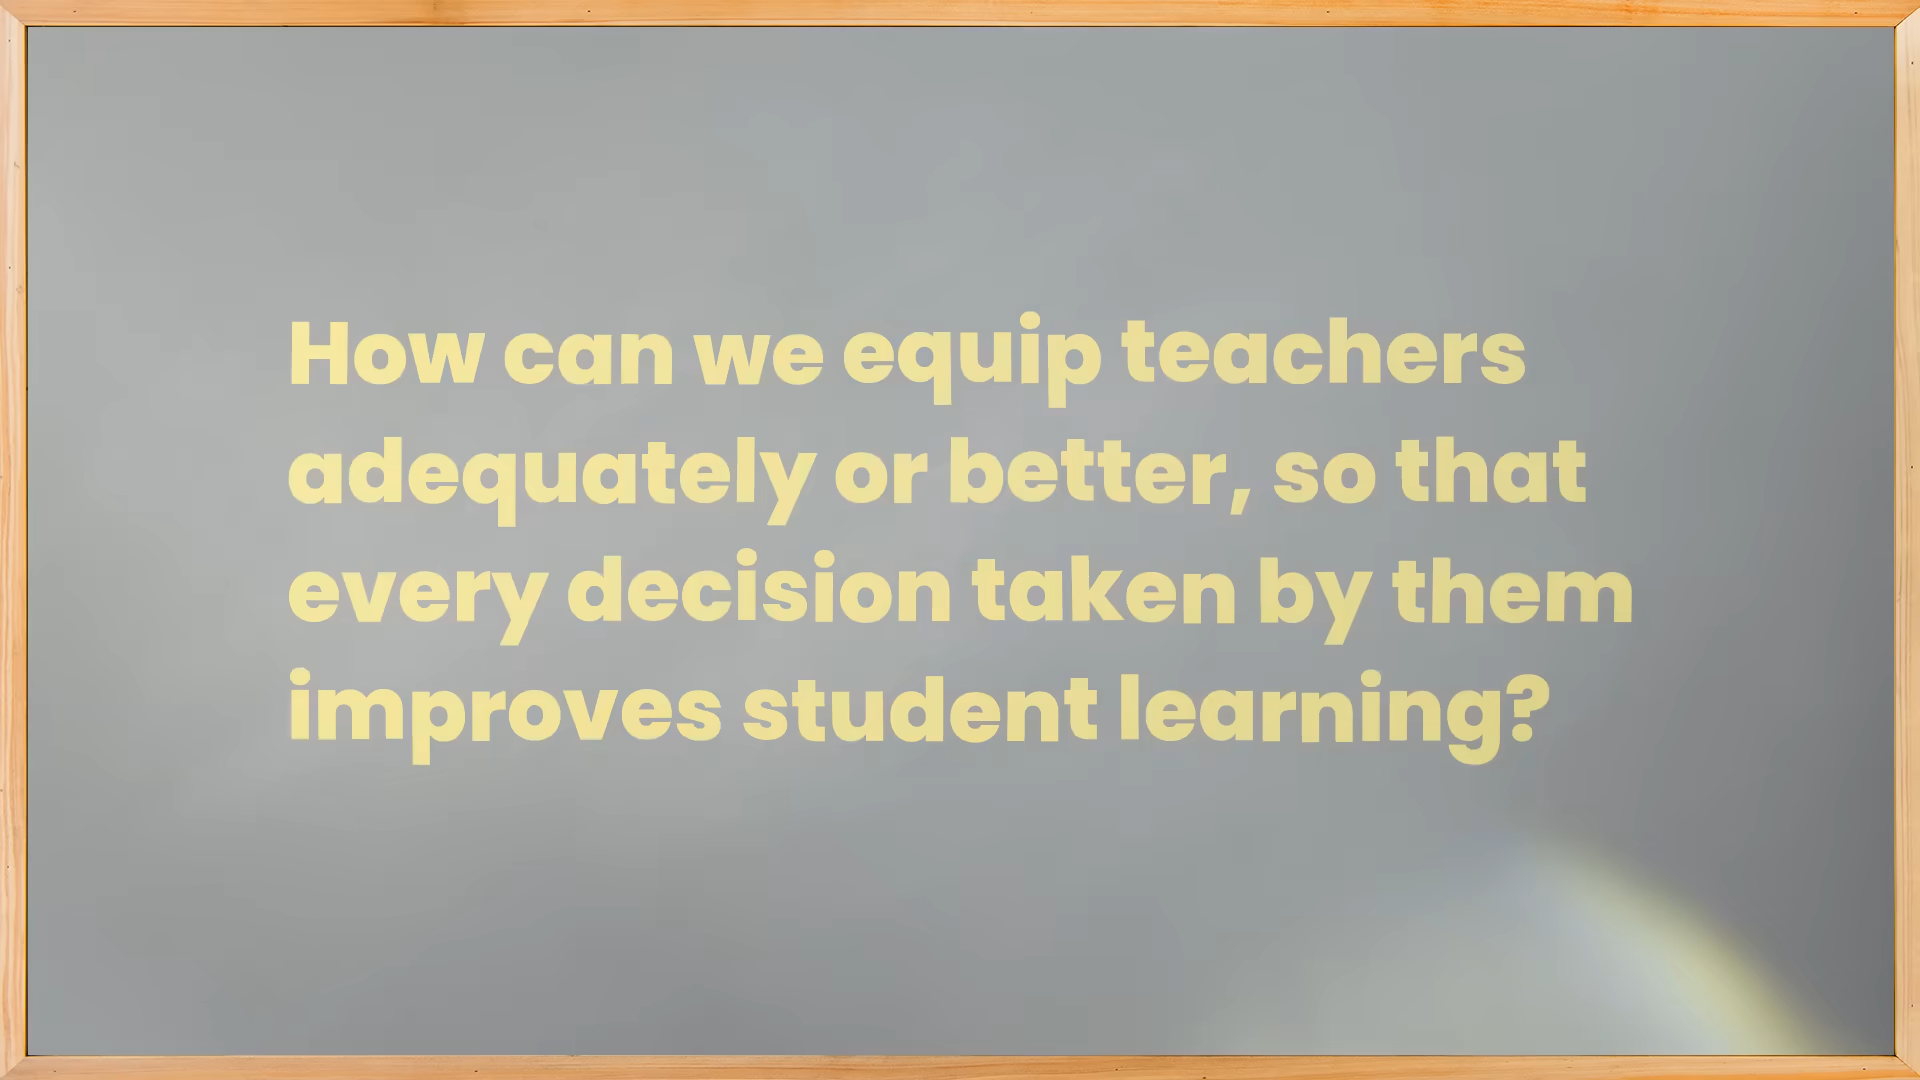 How can we equip teachers
adequately or better, so that
every decision taken by them
improves student learning?